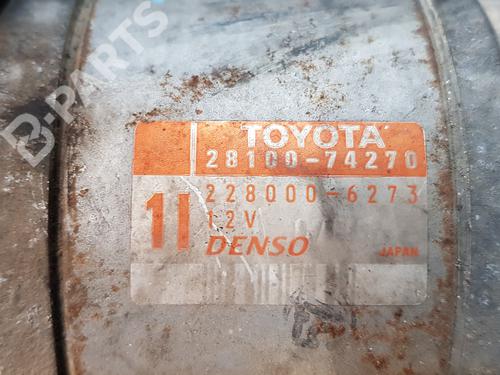 B-PARTS
TOYOTA
28100-74270
228000-6273
11 12V
DENSO
JAPAN